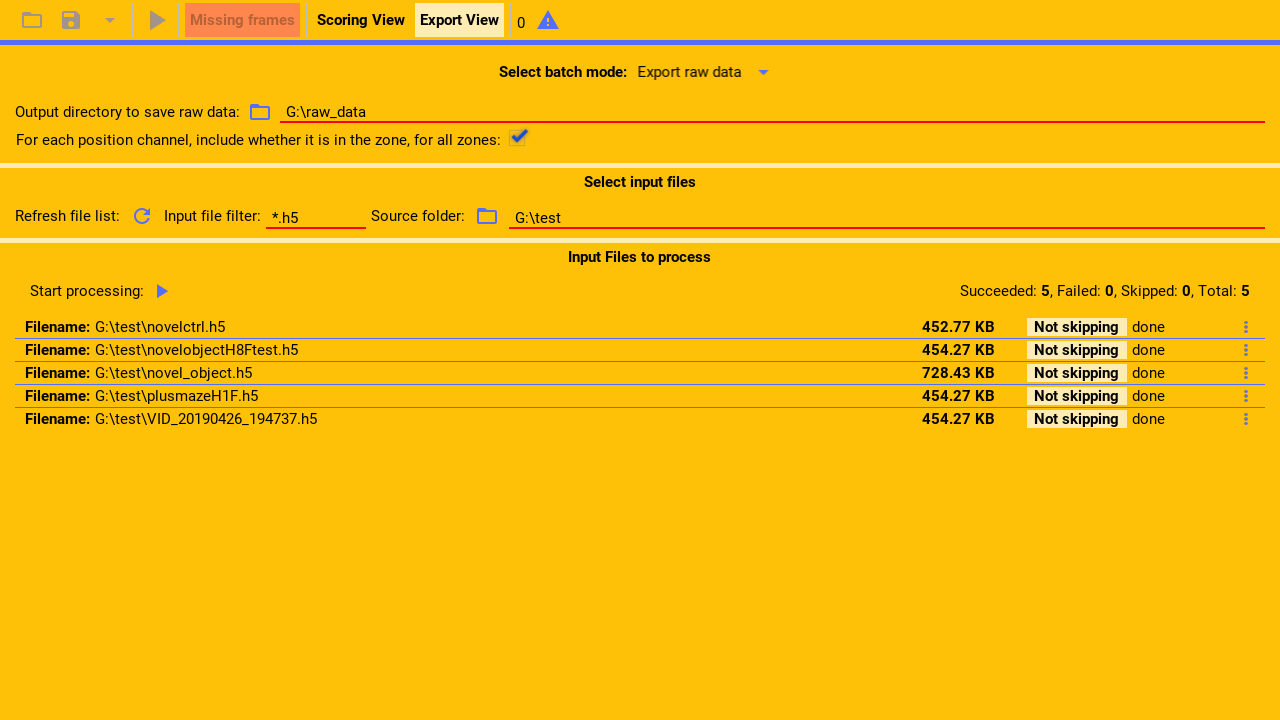 Missing frames Scoring View Export View 0
Select batch mode: Export raw data
Output directory to save raw data: G:\raw_data
For each position channel, include whether it is in the zone, for all zones:
Select input files
Refresh file list: Input file filter: *.h5 Source folder: G:\test
Input Files to process
Start processing: Succeeded: 5, Failed: 0, Skipped: 0, Total: 5
Filename: G:\test\novelctrl.h5 452.77 KB Not skipping done
Filename: G:\test\novelobjectH8Ftest.h5 454.27 KB Not skipping done
Filename: G:\test\novel_object.h5 728.43 KB Not skipping done
Filename: G:\test\plusmazeH1F.h5 454.27 KB Not skipping done
Filename: G:\test\VID_20190426_194737.h5 454.27 KB Not skipping done